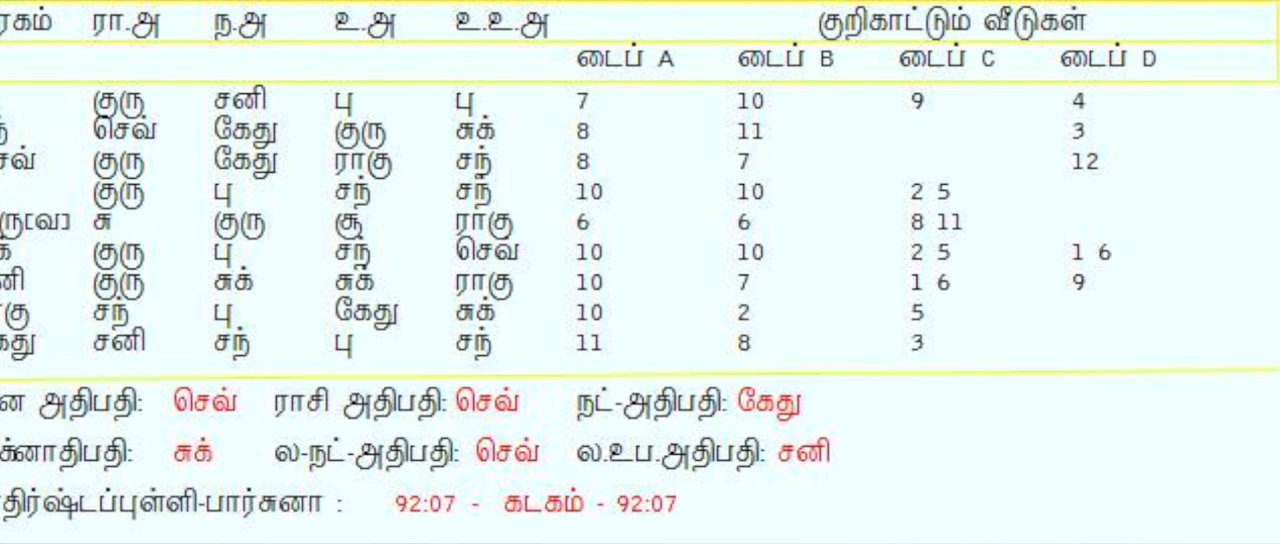 ரகம் ரா.அ ந.அ உ.அ உ.உ.அ குறிகாட்டும் வீடுகள்
டைப் A டைப் B டைப் C டைப் D
குரு சனி பு பு 7 10 9 4
செவ் கேது குரு சுக் 8 11 3
சவ் குரு கேது ராகு சந் 8 7 12
குரு பு சந் சந் 10 10 2 5
ரு[வ] சு குரு சூ ராகு 6 6 8 11
க் குரு பு சந் செவ் 10 10 2 5 1 6
னி குரு சுக் சுக் ராகு 10 7 1 6 9
கு சந் பு கேது சுக் 10 2 5
து சனி சந் பு சந் 11 8 3
ன அதிபதி: செவ் ராசி அதிபதி: செவ் நட்-அதிபதி: கேது
க்னாதிபதி: சுக் ல-நட்-அதிபதி: செவ் ல.உப.அதிபதி: சனி
திர்ஷ்டப்புள்ளி-பார்சுனா : 92:07 - கடகம் - 92:07